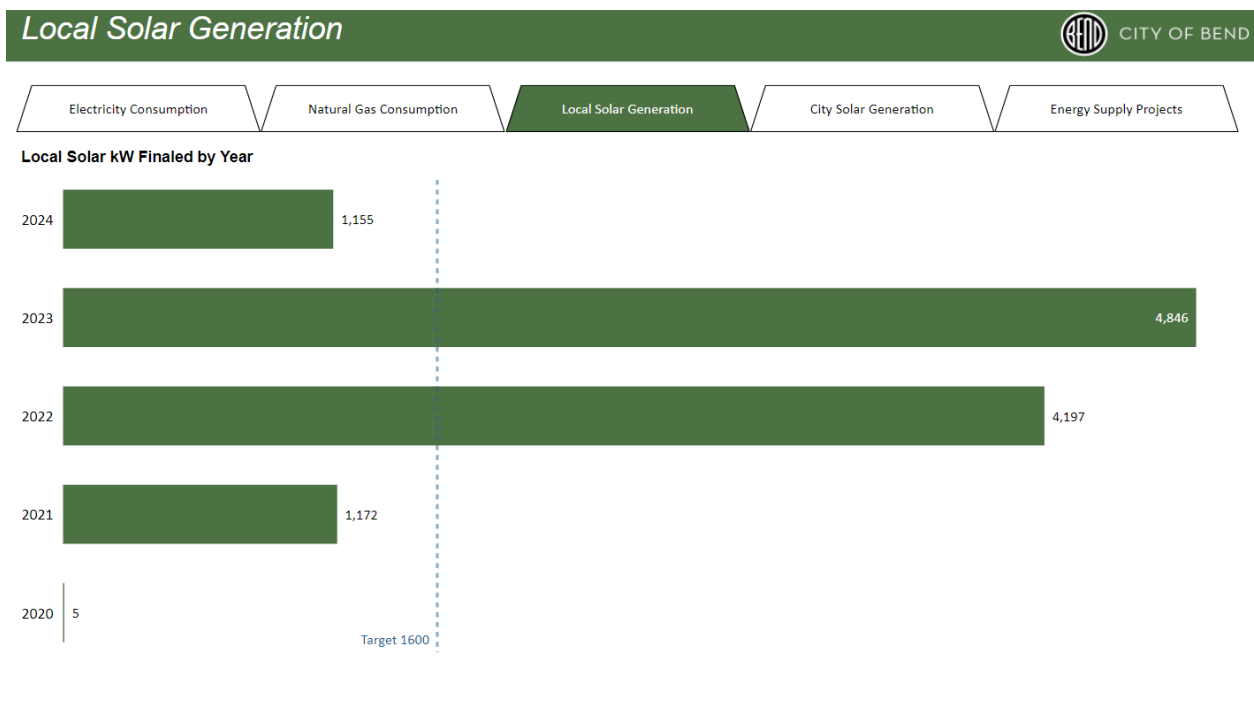 Local Solar Generation
BEND CITY OF BEND
Electricity Consumption Natural Gas Consumption Local Solar Generation City Solar Generation Energy Supply Projects
Local Solar kW Finaled by Year
2024 1,155
2023 4,846
2022 4,197
2021 1,172
2020 5
Target 1600